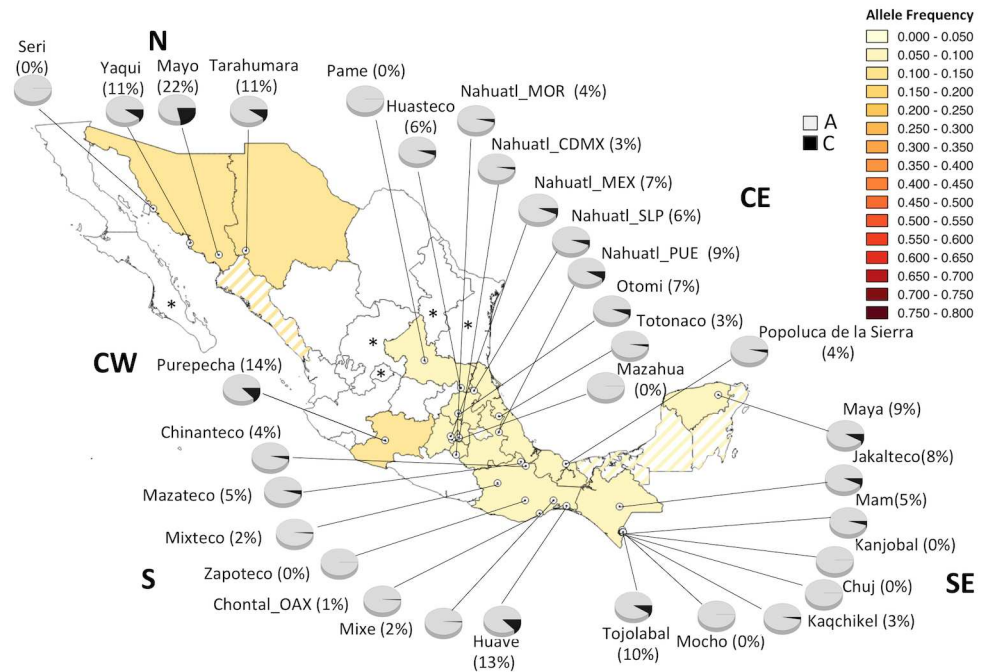 N
Seri
(0%)
Yaqui
(11%)
Mayo
(22%)
Tarahumara
(11%)
Pame (0%)
Huasteco
(6%)
Nahuatl_MOR (4%)
Nahuatl_CDMX (3%)
Nahuatl_MEX (7%)
Nahuatl_SLP (6%)
Nahuatl_PUE (9%)
Otomi (7%)
Totonaco (3%)
Mazahua
(0%)
Popoluca de la Sierra
(4%)
CE
A
C
Allele Frequency
0.000 - 0.050
0.050 - 0.100
0.100 - 0.150
0.150 - 0.200
0.200 - 0.250
0.250 - 0.300
0.300 - 0.350
0.350 - 0.400
0.400 - 0.450
0.450 - 0.500
0.500 - 0.550
0.550 - 0.600
0.600 - 0.650
0.650 - 0.700
0.700 - 0.750
0.750 - 0.800
*
*
*
*
*
CW
Purepecha (14%)
Chinanteco (4%)
Mazateco (5%)
Mixteco (2%)
Zapoteco (0%)
S
Chontal_OAX (1%)
Mixe (2%)
Huave
(13%)
Tojolabal
(10%)
Mocho (0%)
Kaqchikel (3%)
Chuj (0%)
Kanjobal (0%)
Mam(5%)
Jakalteco(8%)
Maya (9%)
SE